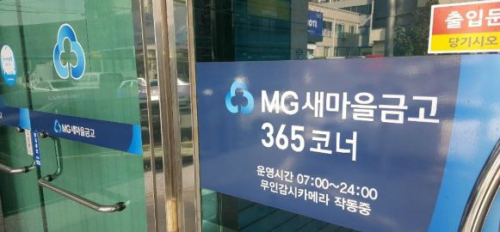 출입문
당기시오
MG새마을금고
MG새마을금고
365코너
운영시간 07:00~24:00
무인감시카메라 작동중